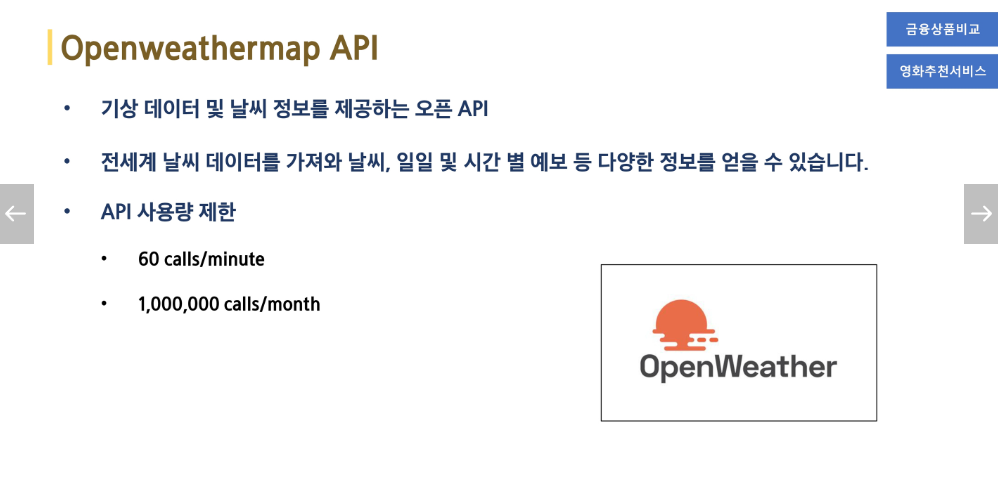 Openweathermap API
금융상품비교
영화추천서비스
• 기상 데이터 및 날씨 정보를 제공하는 오픈 API
• 전세계 날씨 데이터를 가져와 날씨, 일일 및 시간 별 예보 등 다양한 정보를 얻을 수 있습니다.
• API 사용량 제한
• 60 calls/minute
• 1,000,000 calls/month
OpenWeather